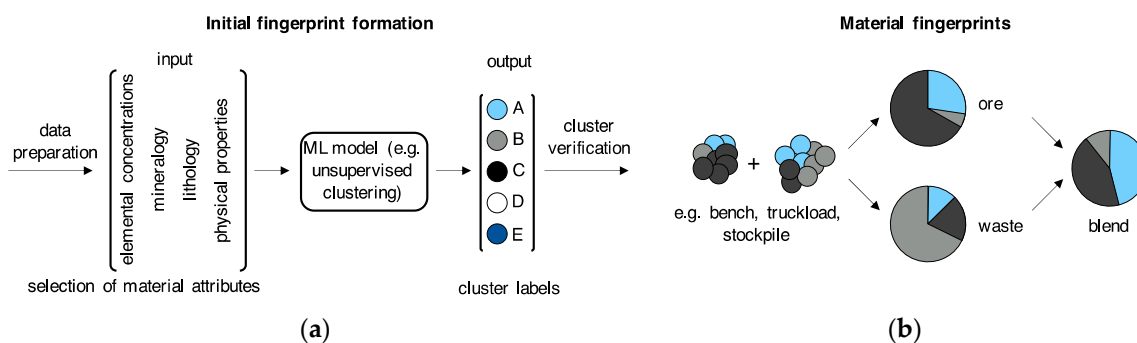 Initial fingerprint formation
input
output
data
preparation
elemental concentrations
mineralogy
lithology
physical properties
ML model (e.g.
unsupervised
clustering)
A
B
C
D
E
cluster
verification
selection of material attributes
cluster labels
(a)
Material fingerprints
+
e.g. bench, truckload,
stockpile
ore
waste
blend
(b)